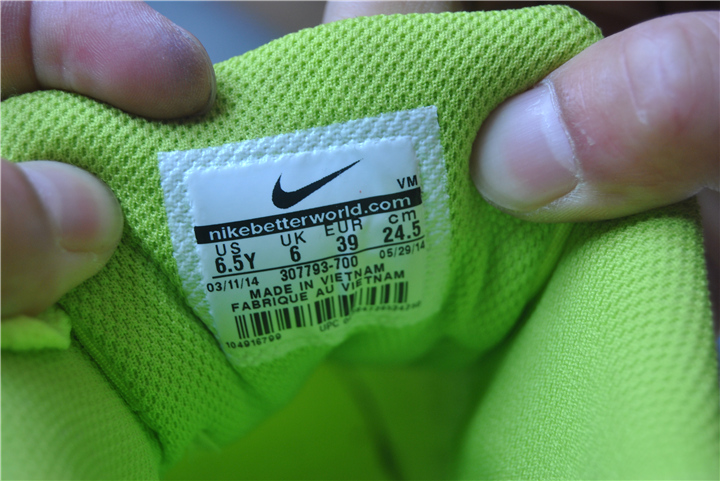 VM
nikebetterworld.com
US UK EUR cm
6.5Y 6 39 24.5
03/11/14 307793-700 05/29/14
MADE IN VIETNAM
FABRIQUE AU VIETNAM
UPC